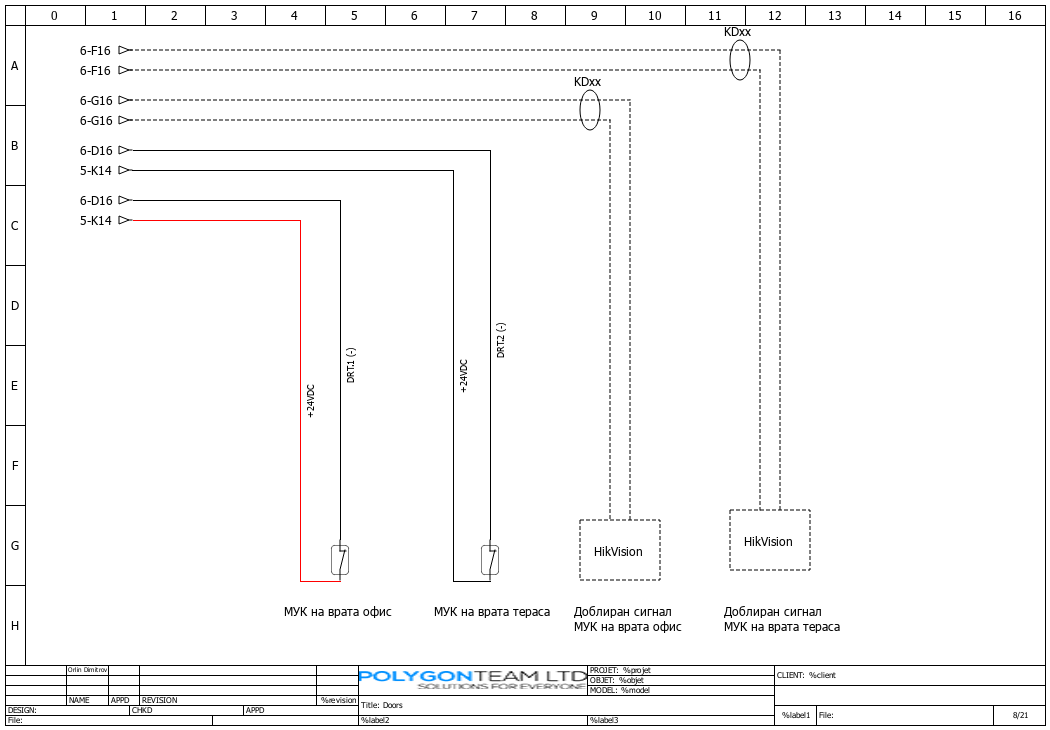 0 1 2 3 4 5 6 7 8 9 10 11 12 13 14 15 16
KDxx
6-F16
A
6-F16
KDxx
6-G16
6-G16
B
6-D16
5-K14
6-D16
C
5-K14
D
DRT.2 (-)
DRT.1 (-)
+24VDC
E
+24VDC
F
G
HikVision
HikVision
H
МУК на врата офис
МУК на врата тераса
Доблиран сигнал
МУК на врата офис
Доблиран сигнал
МУК на врата тераса
Orlin Dimitrov
NAME APPD REVISION %revision
DESIGN: CHKD APPD
File:
POLYGONTEAM LTD
SOLUTIONS FOR EVERYONE
Title: Doors
%label2 %label3
PROJET: %projet
OBJET: %objet
MODEL: %model
CLIENT: %client
%label1 File: 8/21